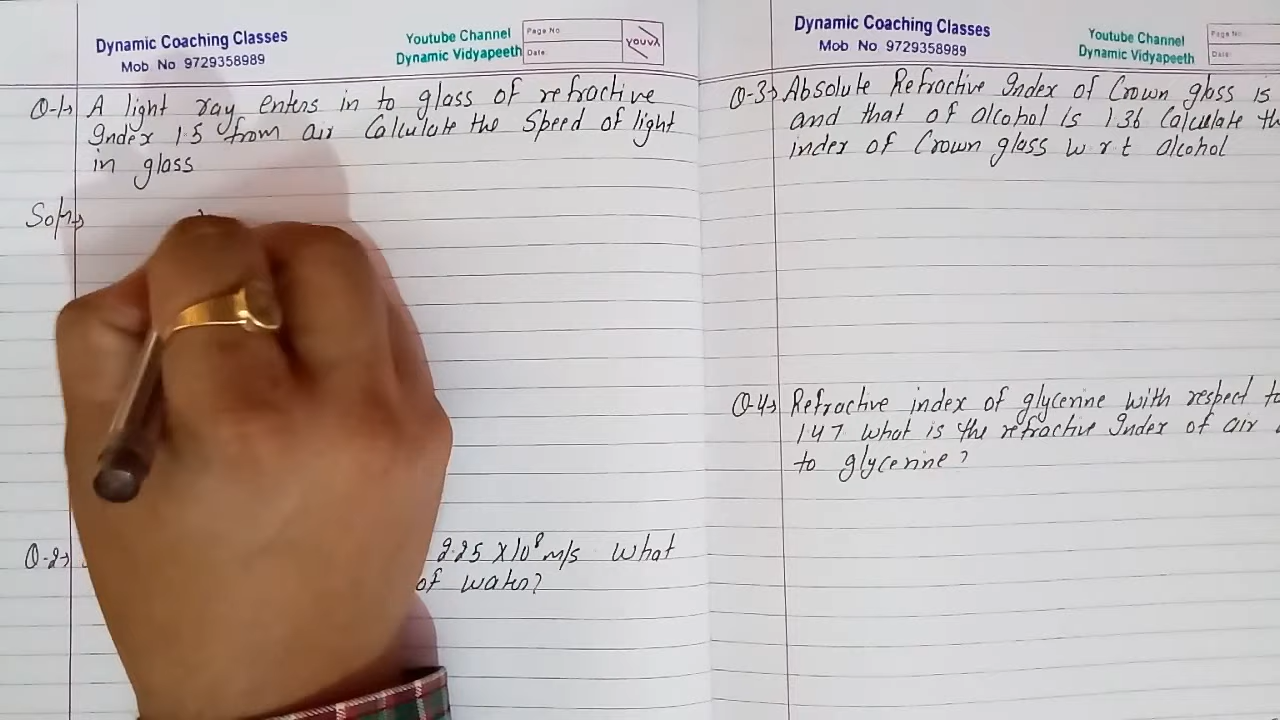 Dynamic Coaching Classes
Mob No 9729358989
Youtube Channel
Dynamic Vidyapeeth
Page No
Date
youvA
Q-1→ A light ray enters in to glass of refractive
Index 1.5 from air Calculate the Speed of light
in glass
Soln→
Q-2→
2.25 X10⁸ m/s What
of water?
Dynamic Coaching Classes
Mob No 9729358989
Youtube Channel
Dynamic Vidyapeeth
Page No
Date
Q-3→ Absolute Refractive Index of Crown glass is
and that of alcohol is 1 36 Calculate the
index of Crown glass w r t alcohol
Q-4→ Refractive index of glycerine with respect to
1 47 What is the refractive Index of air
to glycerine?